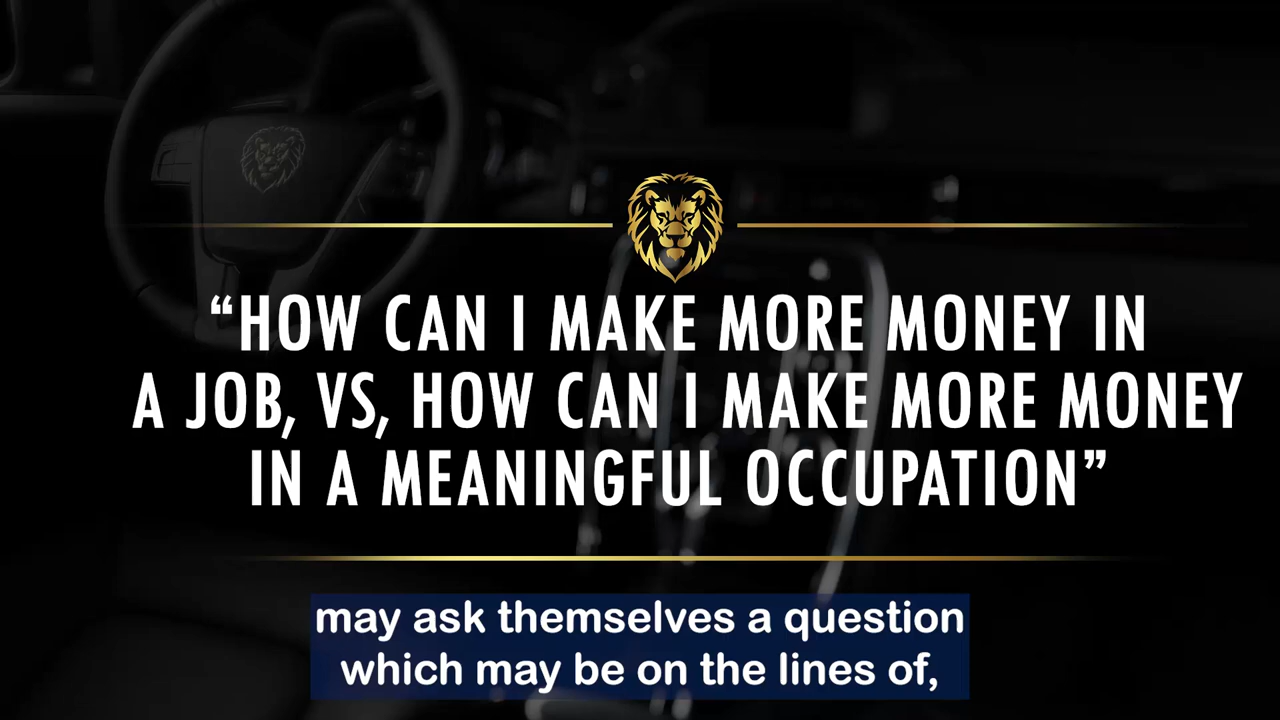 “HOW CAN I MAKE MORE MONEY IN
A JOB, VS, HOW CAN I MAKE MORE MONEY
IN A MEANINGFUL OCCUPATION”
may ask themselves a question
which may be on the lines of,